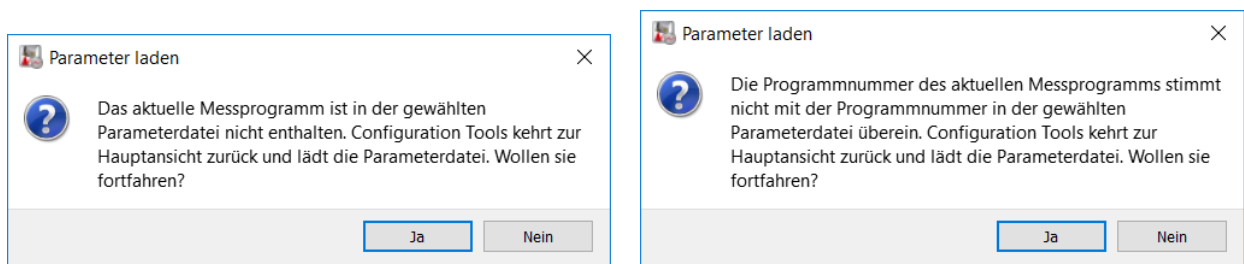 Parameter laden
Das aktuelle Messprogramm ist in der gewählten
Parameterdatei nicht enthalten. Configuration Tools kehrt zur
Hauptansicht zurück und lädt die Parameterdatei. Wollen sie
fortfahren?
Ja
Nein
Parameter laden
Die Programmnummer des aktuellen Messprogramms stimmt
nicht mit der Programmnummer in der gewählten
Parameterdatei überein. Configuration Tools kehrt zur
Hauptansicht zurück und lädt die Parameterdatei. Wollen sie
fortfahren?
Ja
Nein